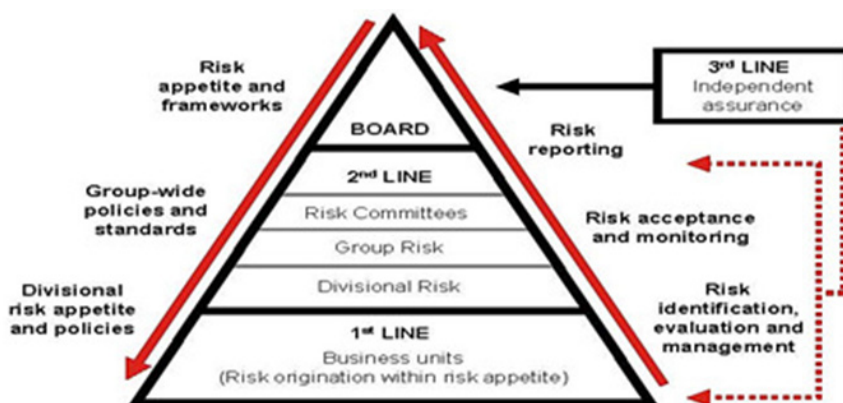 Risk
appetite and
frameworks
Group-wide
policies and
standards
Divisional
risk appetite
and policies
BOARD
2nd LINE
Risk Committees
Group Risk
Divisional Risk
1st LINE
Business units
(Risk origination within risk appetite)
Risk
reporting
Risk acceptance
and monitoring
Risk
identification,
evaluation and
management
3rd LINE
Independent
assurance